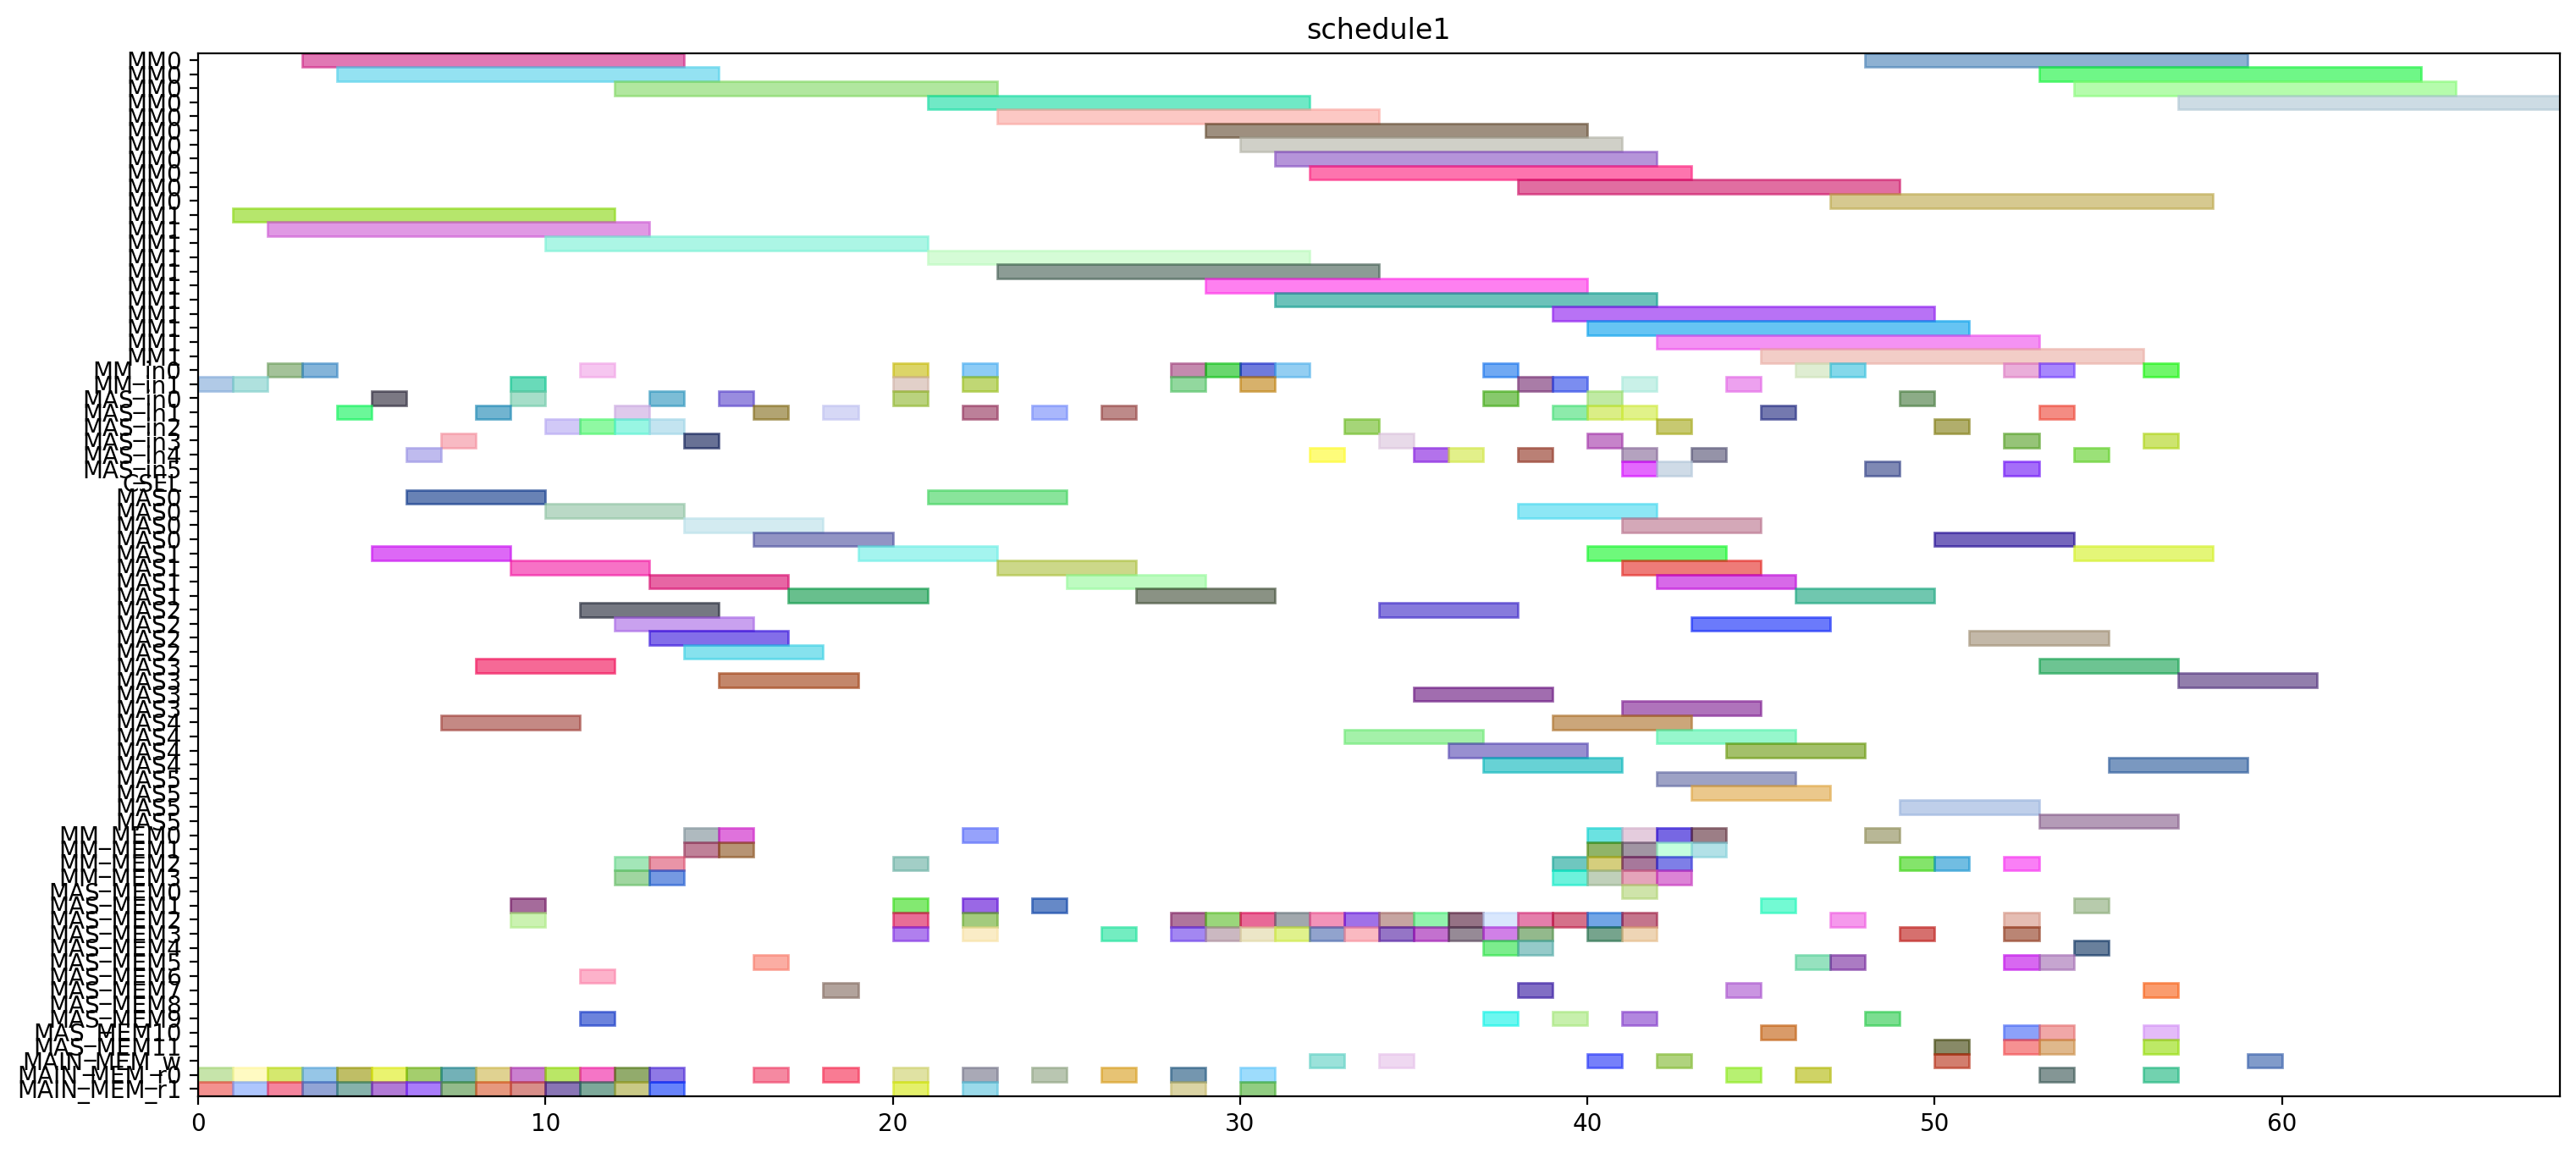 schedule1
MM0
MM0
MM0
MM0
MM0
MM0
MM0
MM0
MM0
MM0
MM0
MM1
MM1
MM1
MM1
MM1
MM1
MM1
MM1
MM1
MM1
MM1
MM_in0
MM_in1
MAS_in0
MAS_in1
MAS_in2
MAS_in3
MAS_in4
MAS_in5
CSEL
MAS0
MAS0
MAS0
MAS0
MAS1
MAS1
MAS1
MAS1
MAS2
MAS2
MAS2
MAS2
MAS3
MAS3
MAS3
MAS3
MAS4
MAS4
MAS4
MAS4
MAS5
MAS5
MAS5
MAS5
MM_MEM0
MM_MEM1
MM_MEM2
MM_MEM3
MAS_MEM0
MAS_MEM1
MAS_MEM2
MAS_MEM3
MAS_MEM4
MAS_MEM5
MAS_MEM6
MAS_MEM7
MAS_MEM8
MAS_MEM9
MAS_MEM10
MAS_MEM11
MAIN_MEM_w
MAIN_MEM_r0
MAIN_MEM_r1
0 10 20 30 40 50 60